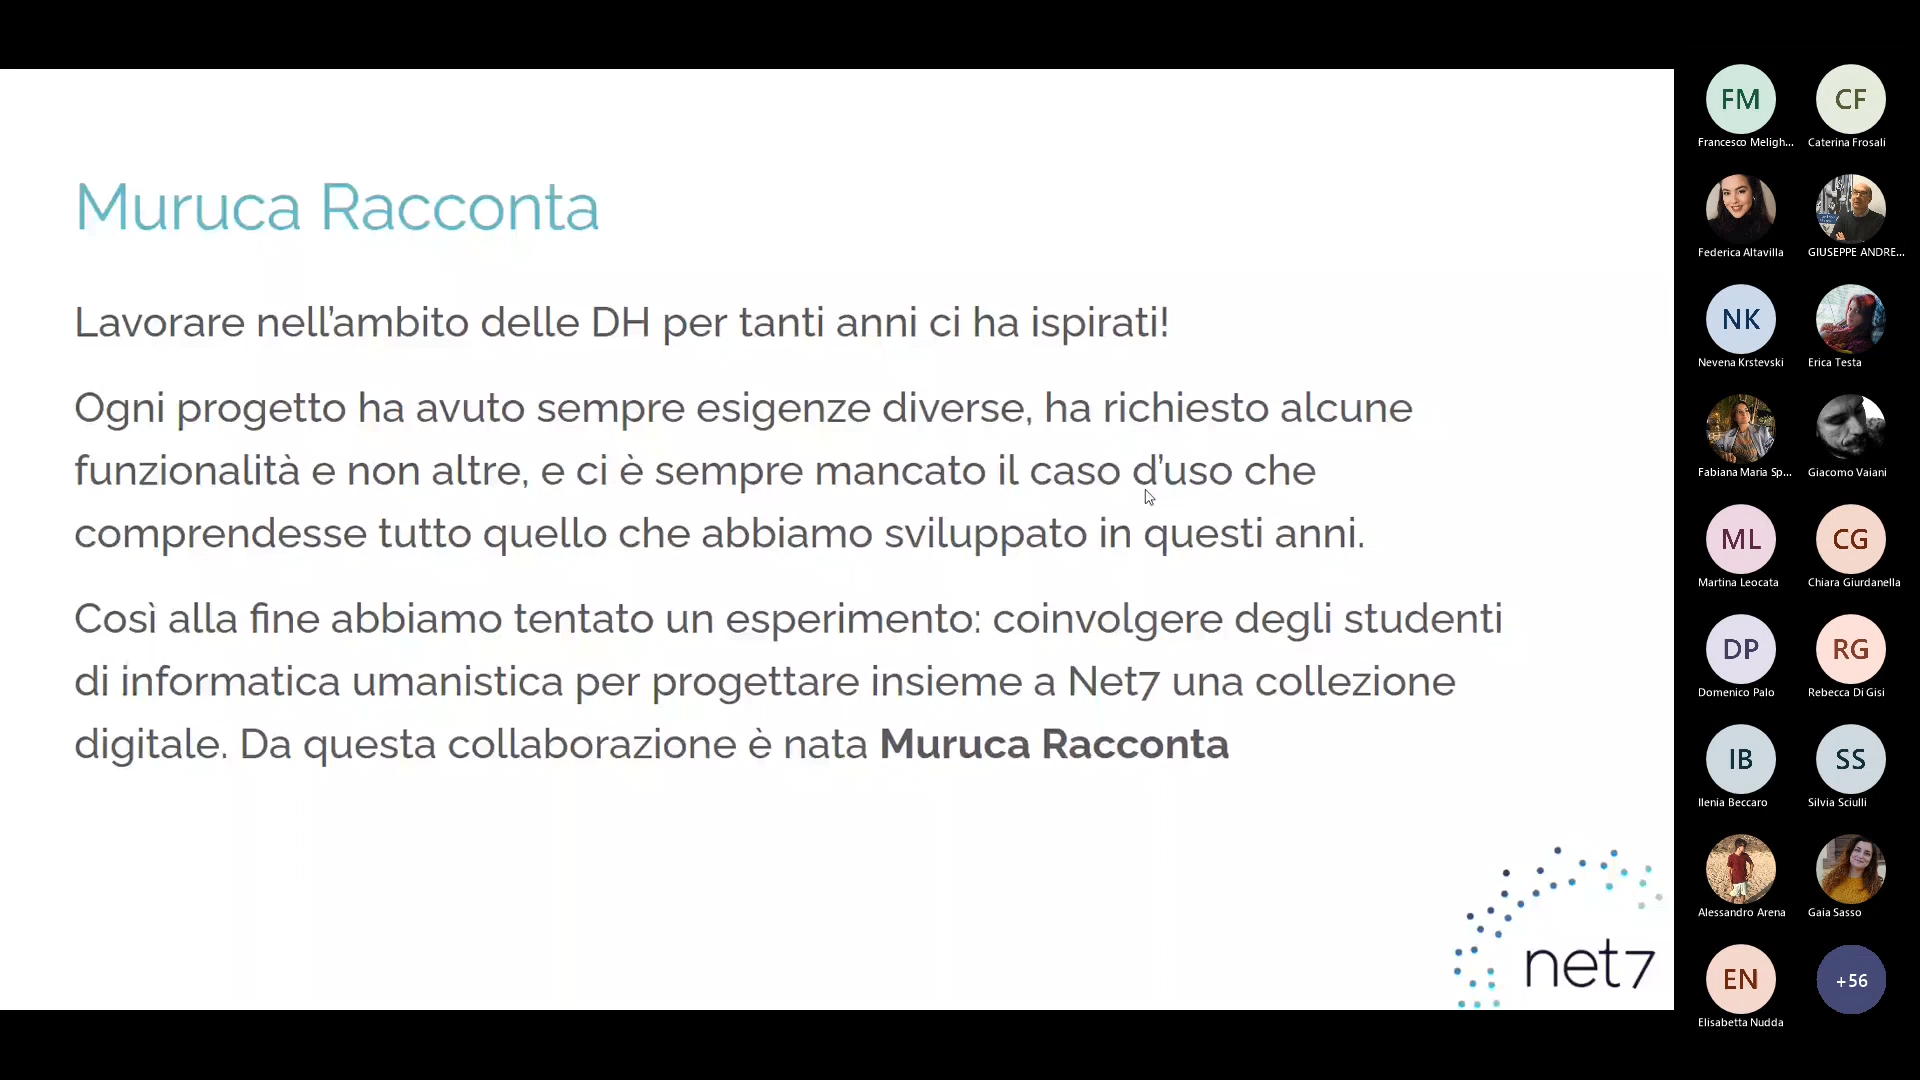 Muruca Racconta
Lavorare nell’ambito delle DH per tanti anni ci ha ispirati!
Ogni progetto ha avuto sempre esigenze diverse, ha richiesto alcune
funzionalità e non altre, e ci è sempre mancato il caso d’uso che
comprendesse tutto quello che abbiamo sviluppato in questi anni.
Così alla fine abbiamo tentato un esperimento: coinvolgere degli studenti
di informatica umanistica per progettare insieme a Net7 una collezione
digitale. Da questa collaborazione è nata Muruca Racconta
net7
FM
Francesco Meligh...
CF
Caterina Frosali
Federica Altavilla
GIUSEPPE ANDRE...
NK
Nevena Krstevski
Erica Testa
Fabiana Maria Sp...
Giacomo Vaiani
ML
Martina Leocata
CG
Chiara Giurdanella
DP
Domenico Palo
RG
Rebecca Di Gisi
IB
Ilenia Beccaro
SS
Silvia Sciulli
Alessandro Arena
Gaia Sasso
EN
Elisabetta Nudda
+56